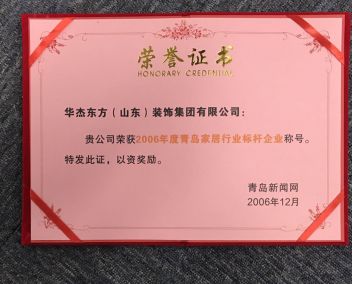 荣誉证书
HONORARY CREDENTIAL
华杰东方（山东）装饰集团有限公司：
贵公司荣获2006年度青岛家居行业标杆企业称号。
特发此证，以资奖励。
青岛新闻网
2006年12月